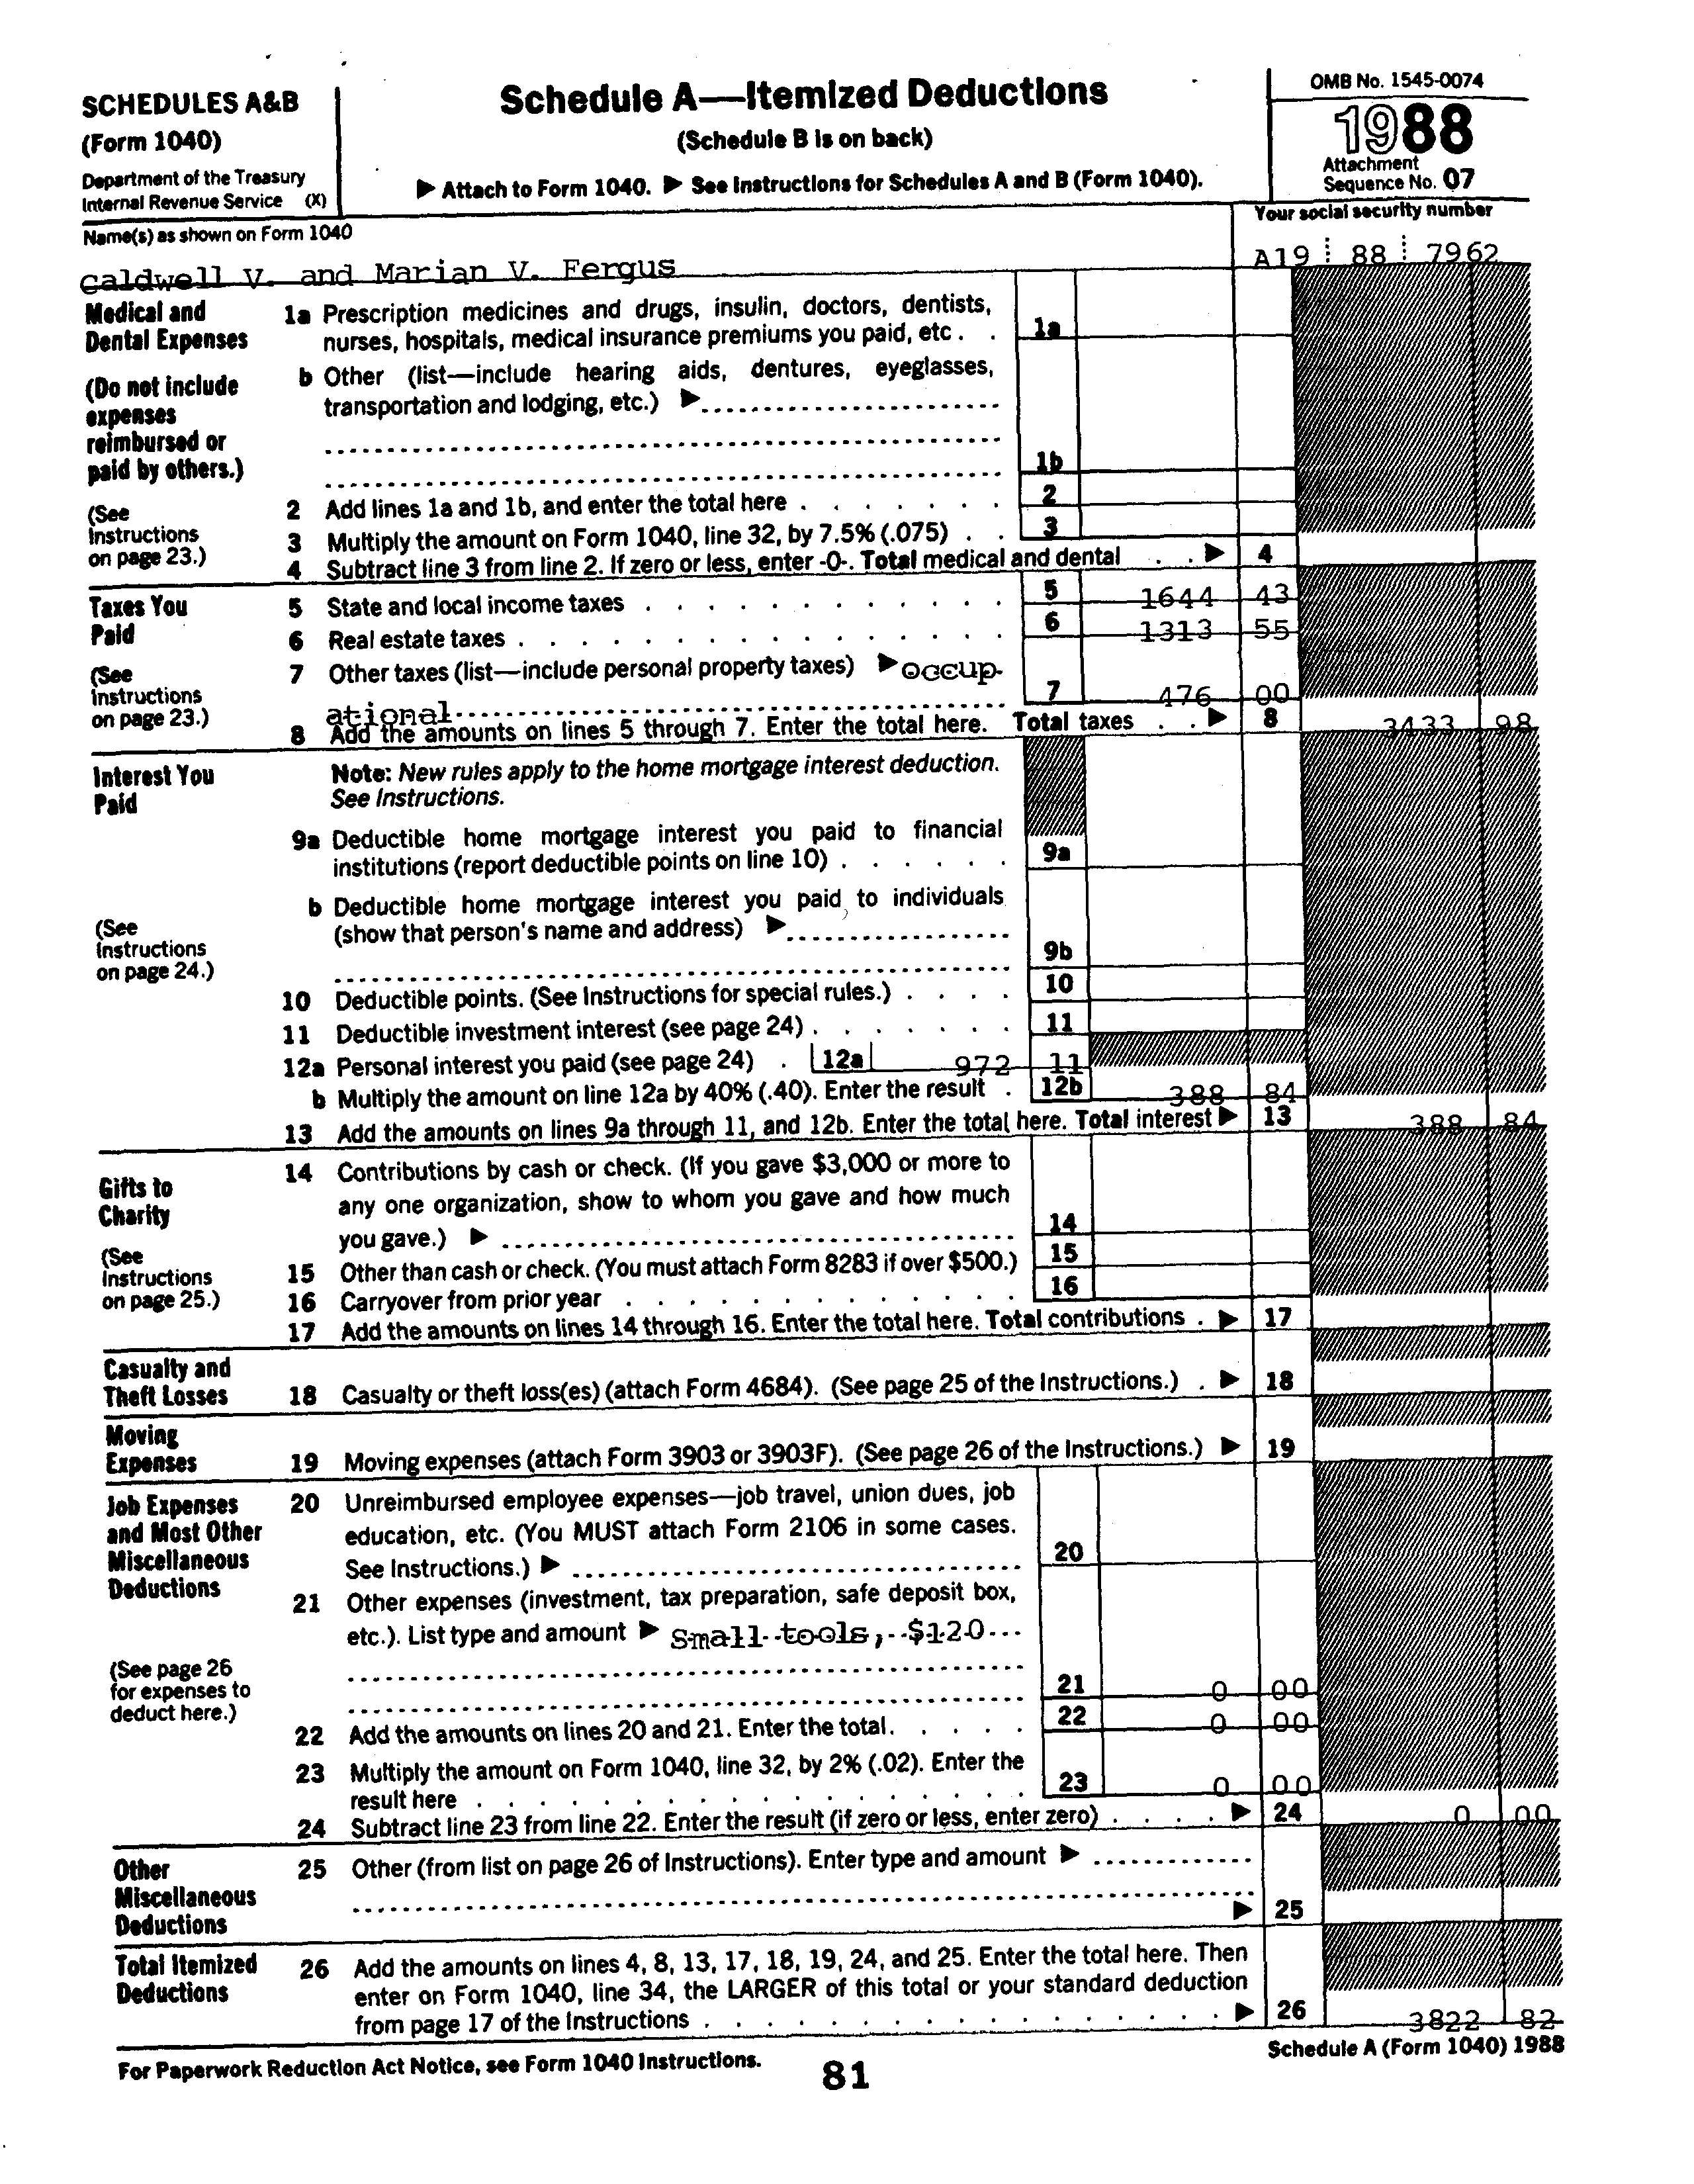 SCHEDULES A&B
(Form 1040)
Department of the Treasury
Internal Revenue Service (X)
Schedule A—Itemized Deductions
(Schedule B is on back)
▶ Attach to Form 1040. ▶ See Instructions for Schedules A and B (Form 1040).
OMB No. 1545-0074
1988
Attachment
Sequence No. 07
Name(s) as shown on Form 1040
Your social security number
Caldwell V. and Marian V. Fergus
A19 88 7962
Medical and
Dental Expenses
(Do not include
expenses
reimbursed or
paid by others.)
(See
Instructions
on page 23.)
1a Prescription medicines and drugs, insulin, doctors, dentists,
nurses, hospitals, medical insurance premiums you paid, etc . . 1a
b Other (list—include hearing aids, dentures, eyeglasses,
transportation and lodging, etc.) ▶
1b
2 Add lines 1a and 1b, and enter the total here . . . . . . . 2
3 Multiply the amount on Form 1040, line 32, by 7.5% (.075) . . 3
4 Subtract line 3 from line 2. If zero or less, enter -0-. Total medical and dental . . ▶ 4
Taxes You
Paid
(See
Instructions
on page 23.)
5 State and local income taxes . . . . . . . . . . . . 5 1644 43
6 Real estate taxes . . . . . . . . . . . . . . . . 6 1313 55
7 Other taxes (list—include personal property taxes) ▶ occup-
ational 7 476 00
8 Add the amounts on lines 5 through 7. Enter the total here. Total taxes . . ▶ 8 3433 98
Interest You
Paid
(See
Instructions
on page 24.)
Note: New rules apply to the home mortgage interest deduction.
See Instructions.
9a Deductible home mortgage interest you paid to financial
institutions (report deductible points on line 10) . . . . . . 9a
b Deductible home mortgage interest you paid to individuals
(show that person's name and address) ▶
9b
10 Deductible points. (See Instructions for special rules.) . . . . 10
11 Deductible investment interest (see page 24) . . . . . . . 11
12a Personal interest you paid (see page 24) . 12a 972 11
b Multiply the amount on line 12a by 40% (.40). Enter the result . 12b 388 84
13 Add the amounts on lines 9a through 11, and 12b. Enter the total here. Total interest ▶ 13 388 84
Gifts to
Charity
(See
Instructions
on page 25.)
14 Contributions by cash or check. (If you gave $3,000 or more to
any one organization, show to whom you gave and how much
you gave.) ▶ 14
15 Other than cash or check. (You must attach Form 8283 if over $500.) 15
16 Carryover from prior year . . . . . . . . . . . . . 16
17 Add the amounts on lines 14 through 16. Enter the total here. Total contributions . ▶ 17
Casualty and
Theft Losses
18 Casualty or theft loss(es) (attach Form 4684). (See page 25 of the Instructions.) . ▶ 18
Moving
Expenses
19 Moving expenses (attach Form 3903 or 3903F). (See page 26 of the Instructions.) ▶ 19
Job Expenses
and Most Other
Miscellaneous
Deductions
(See page 26
for expenses to
deduct here.)
20 Unreimbursed employee expenses—job travel, union dues, job
education, etc. (You MUST attach Form 2106 in some cases.
See Instructions.) ▶ 20
21 Other expenses (investment, tax preparation, safe deposit box,
etc.). List type and amount ▶ Small tools, $120
21 0 00
22 Add the amounts on lines 20 and 21. Enter the total. . . . . 22 0 00
23 Multiply the amount on Form 1040, line 32, by 2% (.02). Enter the
result here . . . . . . . . . . . . . . . . . 23 0 00
24 Subtract line 23 from line 22. Enter the result (if zero or less, enter zero) . . . . . ▶ 24 0 00
Other
Miscellaneous
Deductions
25 Other (from list on page 26 of Instructions). Enter type and amount ▶
▶ 25
Total Itemized
Deductions
26 Add the amounts on lines 4, 8, 13, 17, 18, 19, 24, and 25. Enter the total here. Then
enter on Form 1040, line 34, the LARGER of this total or your standard deduction
from page 17 of the Instructions . . . . . . . . . . . . . . . . ▶ 26 3822 82
For Paperwork Reduction Act Notice, see Form 1040 Instructions.
Schedule A (Form 1040) 1988
81